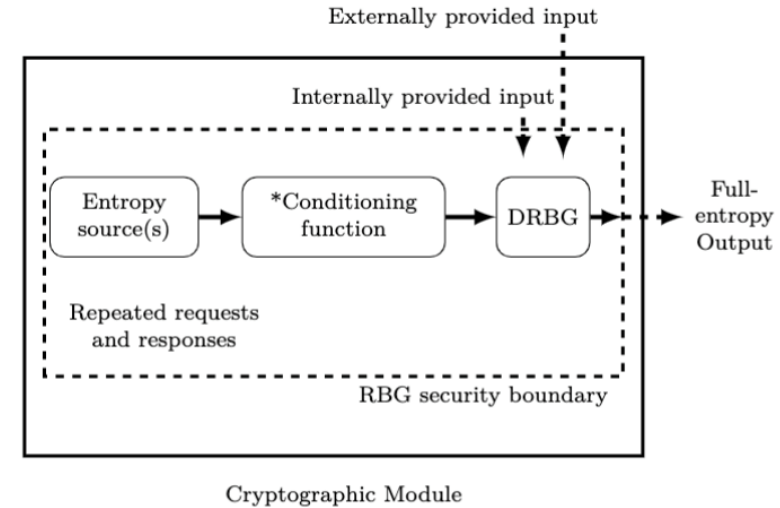 Externally provided input
Internally provided input
Entropy
source(s)
*Conditioning
function
DRBG
Full-
entropy
Output
Repeated requests
and responses
RBG security boundary
Cryptographic Module